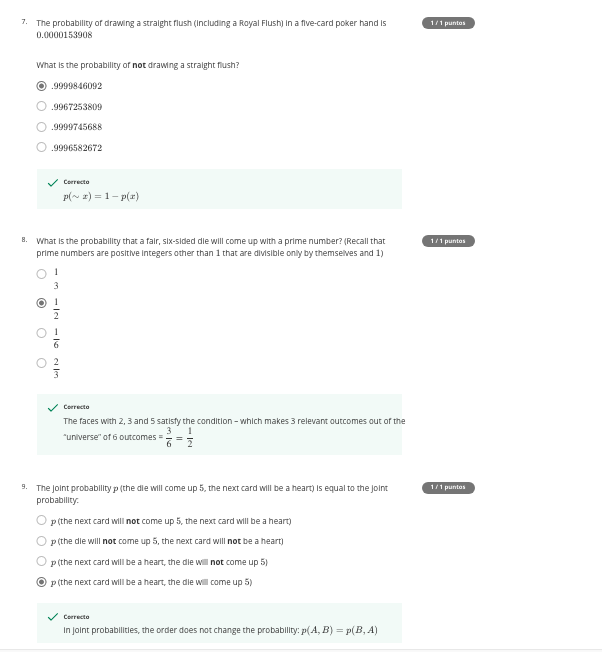 7. The probability of drawing a straight flush (including a Royal Flush) in a five-card poker hand is
0.0000153908
1 / 1 puntos
What is the probability of not drawing a straight flush?
.9999846092
.9967253809
.9999745688
.9996582672
Correcto
p(∼ x) = 1 − p(x)
8. What is the probability that a fair, six-sided die will come up with a prime number? (Recall that
prime numbers are positive integers other than 1 that are divisible only by themselves and 1)
1 / 1 puntos
1
3
1
2
1
6
2
3
Correcto
The faces with 2, 3 and 5 satisfy the condition – which makes 3 relevant outcomes out of the
"universe" of 6 outcomes = 3/6 = 1/2
9. The joint probability p (the die will come up 5, the next card will be a heart) is equal to the joint
probability:
1 / 1 puntos
p (the next card will not come up 5, the next card will be a heart)
p (the die will not come up 5, the next card will not be a heart)
p (the next card will be a heart, the die will not come up 5)
p (the next card will be a heart, the die will come up 5)
Correcto
in joint probabilities, the order does not change the probability: p(A, B) = p(B, A)